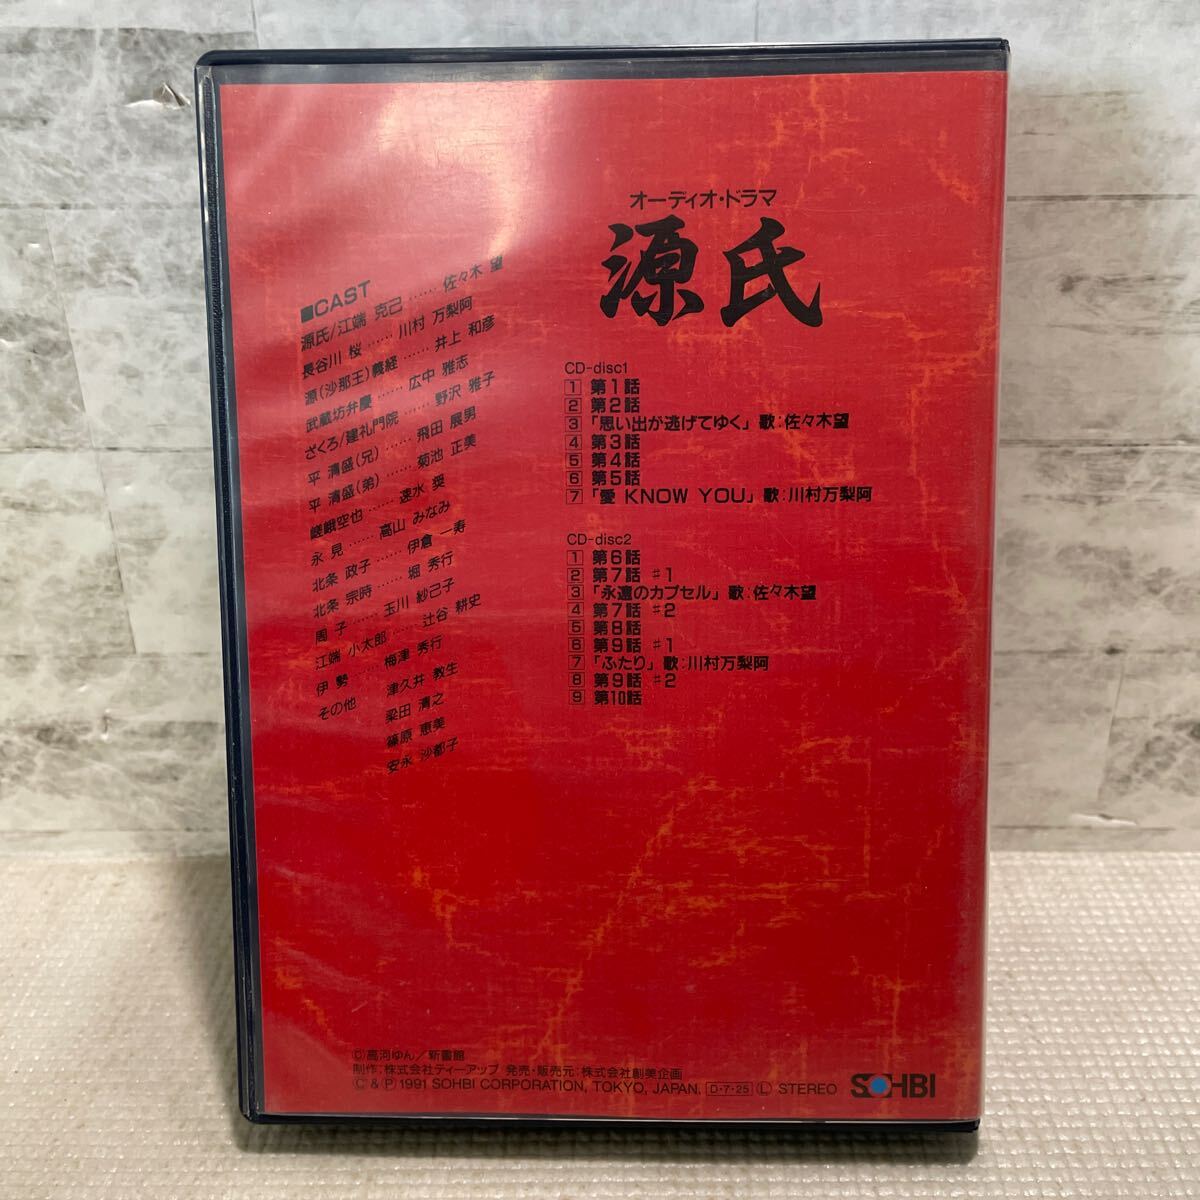 オーディオ・ドラマ
源氏
■CAST
源氏/江端 克己……佐々木 望
長谷川 桜……川村 万梨阿
源(沙那王)義経……井上 和彦
武蔵坊弁慶……広中 雅志
ざくろ/建礼門院……野沢 雅子
平 清盛(兄)……飛田 展男
平 清盛(弟)……菊池 正美
嵯峨空也……速水 奨
永 見……高山 みなみ
北条 政子……伊倉 一寿
北条 宗時……堀 秀行
周 子……玉川 紗己子
江端 小太郎……辻谷 耕史
伊 勢……梅津 秀行
その他 津久井 教生
梁田 清之
篠原 恵美
安永 沙都子
CD-disc1
1 第1話
2 第2話
3 「思い出が逃げてゆく」 歌:佐々木望
4 第3話
5 第4話
6 第5話
7 「愛 KNOW YOU」 歌:川村万梨阿
CD-disc2
1 第6話
2 第7話 ♯1
3 「永遠のカプセル」 歌:佐々木望
4 第7話 ♯2
5 第8話
6 第9話 ♯1
7 「ふたり」 歌:川村万梨阿
8 第9話 ♯2
9 第10話
©高河ゆん/新書館
制作:株式会社ティーアップ 発売・販売元:株式会社創美企画
Ⓒ & Ⓟ 1991 SOHBI CORPORATION, TOKYO, JAPAN. D・7・25 Ⓛ STEREO
SOHBI